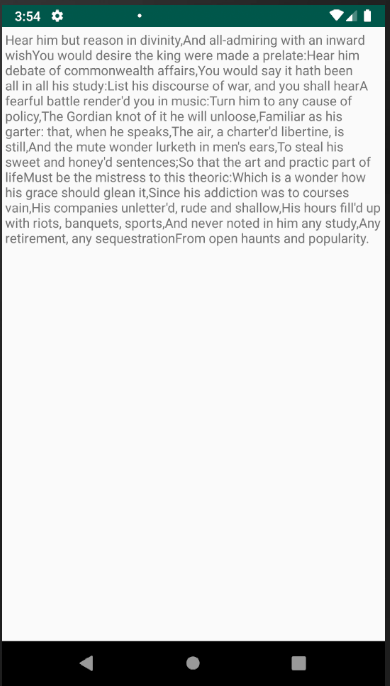 3:54
Hear him but reason in divinity,And all-admiring with an inward
wishYou would desire the king were made a prelate:Hear him
debate of commonwealth affairs,You would say it hath been
all in all his study:List his discourse of war, and you shall hearA
fearful battle render'd you in music:Turn him to any cause of
policy,The Gordian knot of it he will unloose,Familiar as his
garter: that, when he speaks,The air, a charter'd libertine, is
still,And the mute wonder lurketh in men's ears,To steal his
sweet and honey'd sentences;So that the art and practic part of
lifeMust be the mistress to this theoric:Which is a wonder how
his grace should glean it,Since his addiction was to courses
vain,His companies unletter'd, rude and shallow,His hours fill'd up
with riots, banquets, sports,And never noted in him any study,Any
retirement, any sequestrationFrom open haunts and popularity.